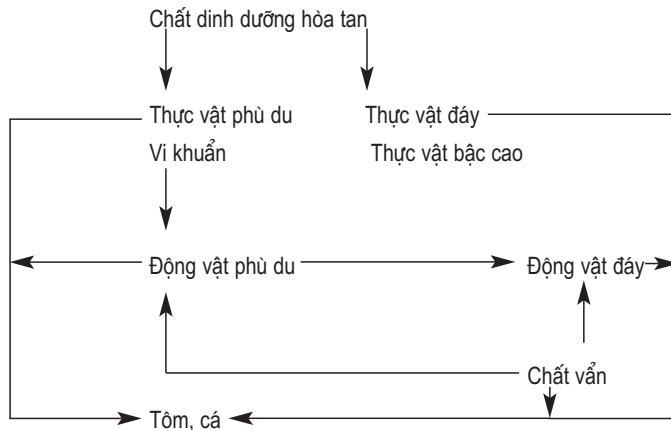 Chất dinh dưỡng hòa tan
Thực vật phù du
Thực vật đáy
Vi khuẩn
Thực vật bậc cao
Động vật phù du
Động vật đáy
Chất vẩn
Tôm, cá